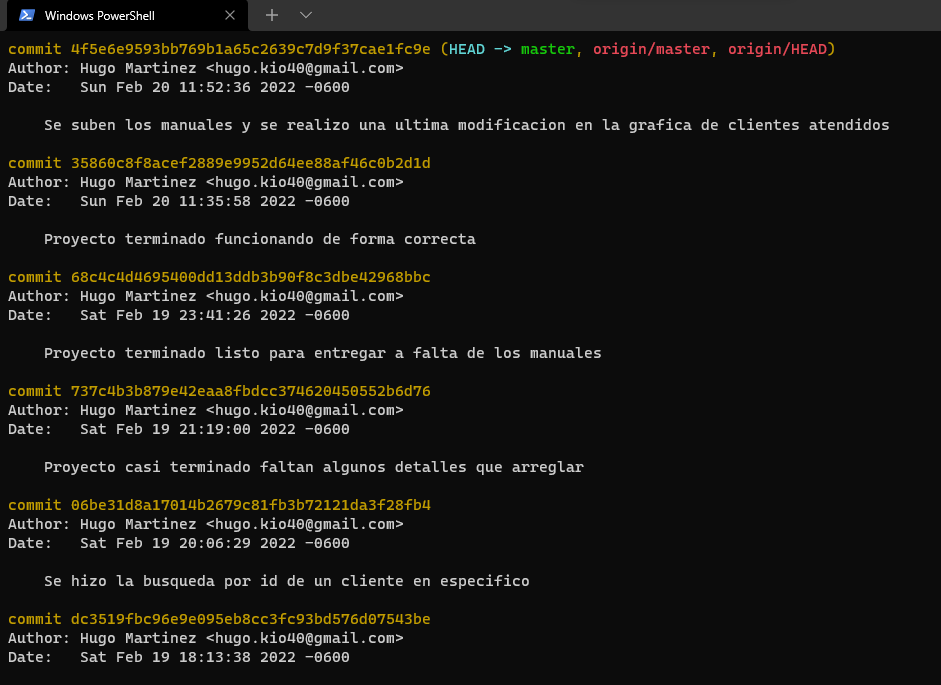 Windows PowerShell
commit 4f5e6e9593bb769b1a65c2639c7d9f37cae1fc9e (HEAD -> master, origin/master, origin/HEAD)
Author: Hugo Martinez <hugo.kio40@gmail.com>
Date:   Sun Feb 20 11:52:36 2022 -0600
Se suben los manuales y se realizo una ultima modificacion en la grafica de clientes atendidos
commit 35860c8f8acef2889e9952d64ee88af46c0b2d1d
Author: Hugo Martinez <hugo.kio40@gmail.com>
Date:   Sun Feb 20 11:35:58 2022 -0600
Proyecto terminado funcionando de forma correcta
commit 68c4c4d4695400dd13ddb3b90f8c3dbe42968bbc
Author: Hugo Martinez <hugo.kio40@gmail.com>
Date:   Sat Feb 19 23:41:26 2022 -0600
Proyecto terminado listo para entregar a falta de los manuales
commit 737c4b3b879e42eaa8fbdcc374620450552b6d76
Author: Hugo Martinez <hugo.kio40@gmail.com>
Date:   Sat Feb 19 21:19:00 2022 -0600
Proyecto casi terminado faltan algunos detalles que arreglar
commit 06be31d8a17014b2679c81fb3b72121da3f28fb4
Author: Hugo Martinez <hugo.kio40@gmail.com>
Date:   Sat Feb 19 20:06:29 2022 -0600
Se hizo la busqueda por id de un cliente en especifico
commit dc3519fbc96e9e095eb8cc3fc93bd576d07543be
Author: Hugo Martinez <hugo.kio40@gmail.com>
Date:   Sat Feb 19 18:13:38 2022 -0600